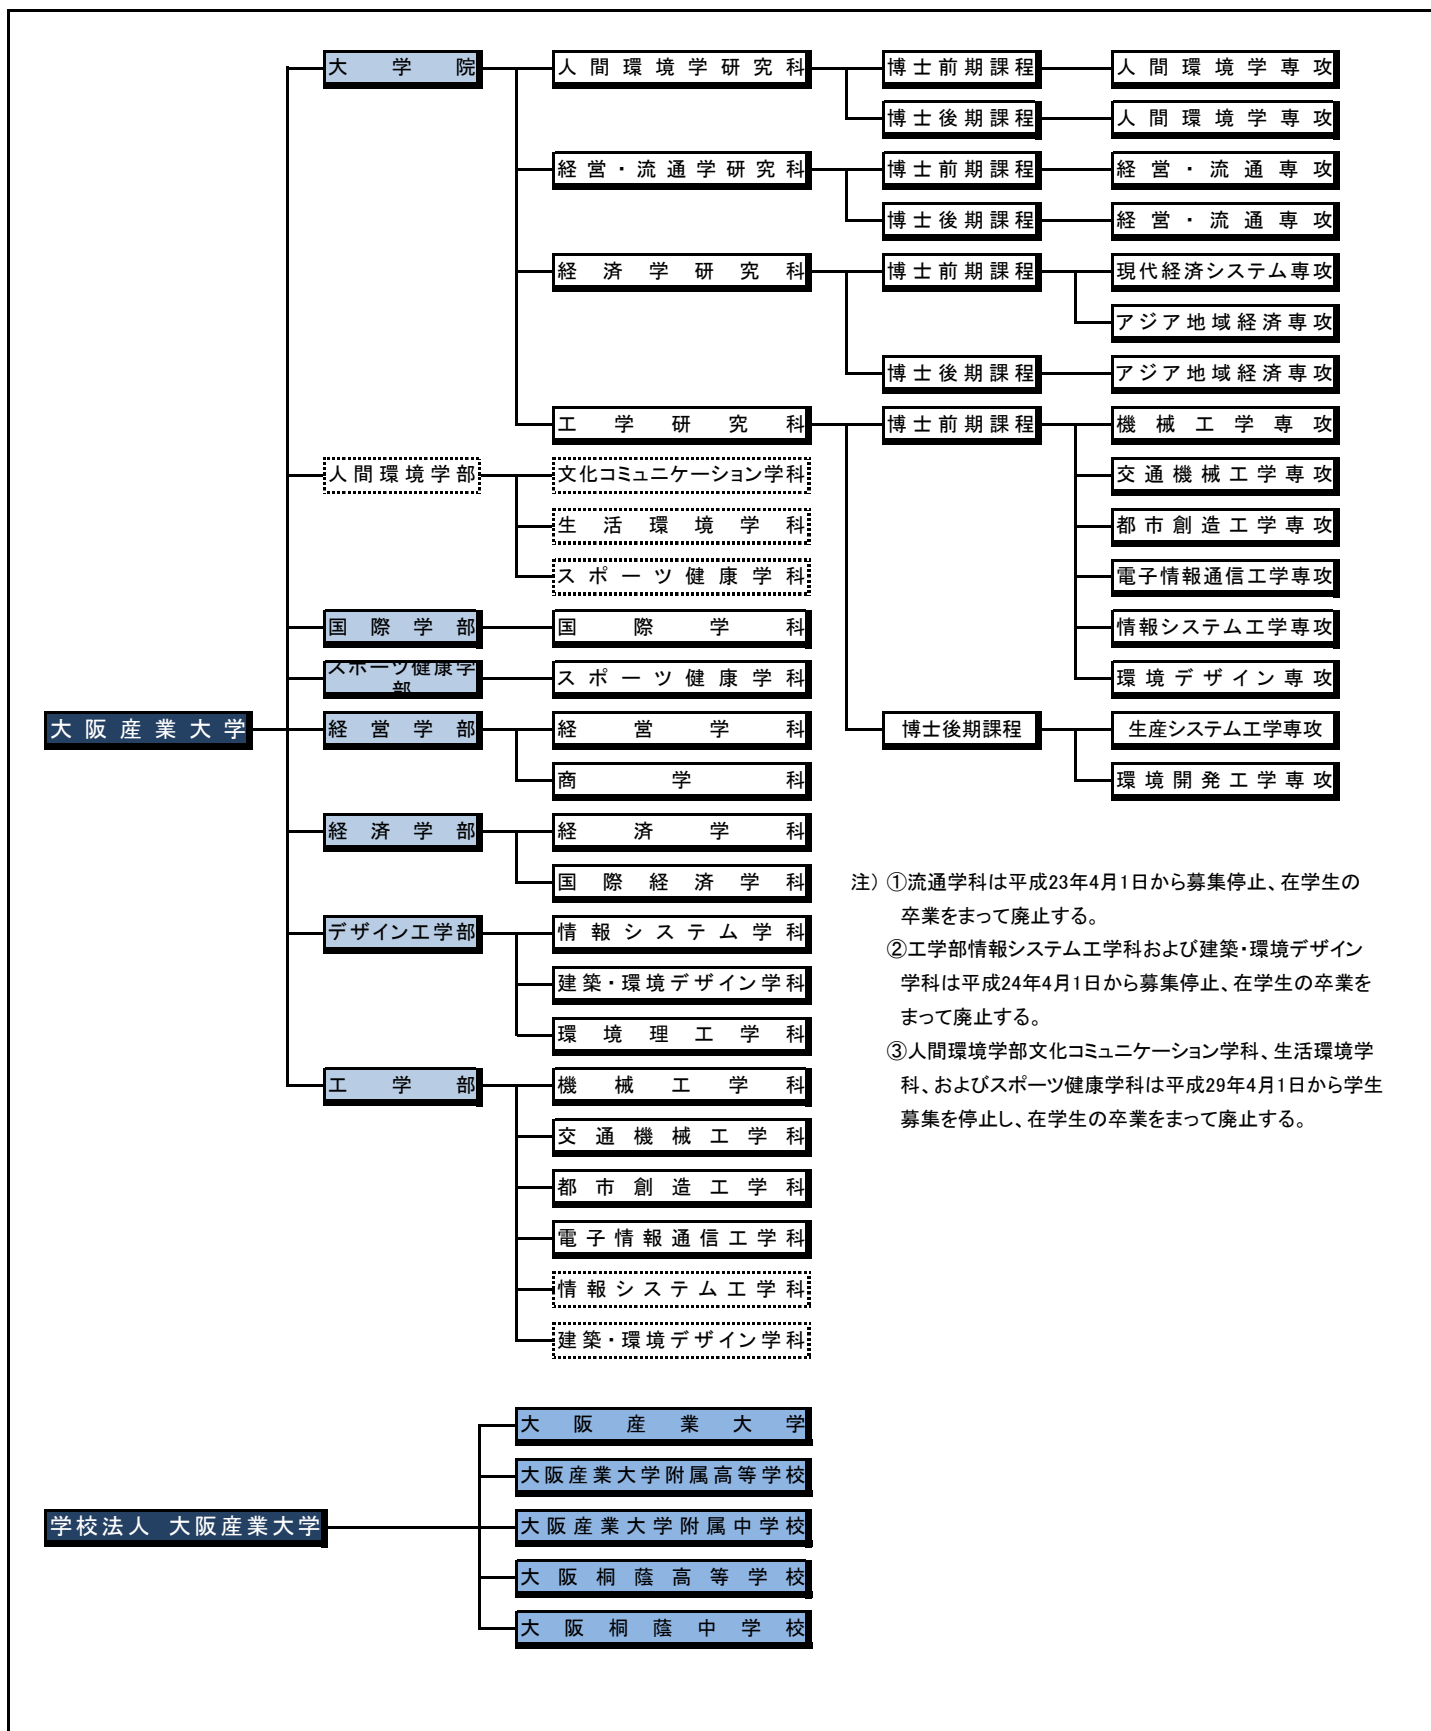 大学院 人間環境学研究科 博士前期課程 人間環境学専攻
博士後期課程 人間環境学専攻
経営・流通学研究科 博士前期課程 経営・流通専攻
博士後期課程 経営・流通専攻
経済学研究科 博士前期課程 現代経済システム専攻
アジア地域経済専攻
博士後期課程 アジア地域経済専攻
工学研究科 博士前期課程 機械工学専攻
人間環境学部 文化コミュニケーション学科 交通機械工学専攻
生活環境学科 都市創造工学専攻
スポーツ健康学科 電子情報通信工学専攻
国際学部 国際学科 情報システム工学専攻
スポーツ健康学部 スポーツ健康学科 環境デザイン専攻
大阪産業大学 経営学部 経営学科 博士後期課程 生産システム工学専攻
商学科 環境開発工学専攻
経済学部 経済学科
国際経済学科
デザイン工学部 情報システム学科
建築・環境デザイン学科
環境理工学科
工学部 機械工学科
交通機械工学科
都市創造工学科
電子情報通信工学科
情報システム工学科
建築・環境デザイン学科
注）①流通学科は平成23年4月1日から募集停止、在学生の
卒業をまって廃止する。
②工学部情報システム工学科および建築・環境デザイン
学科は平成24年4月1日から募集停止、在学生の卒業を
まって廃止する。
③人間環境学部文化コミュニケーション学科、生活環境学
科、およびスポーツ健康学科は平成29年4月1日から学生
募集を停止し、在学生の卒業をまって廃止する。
大阪産業大学
大阪産業大学附属高等学校
学校法人 大阪産業大学 大阪産業大学附属中学校
大阪桐蔭高等学校
大阪桐蔭中学校